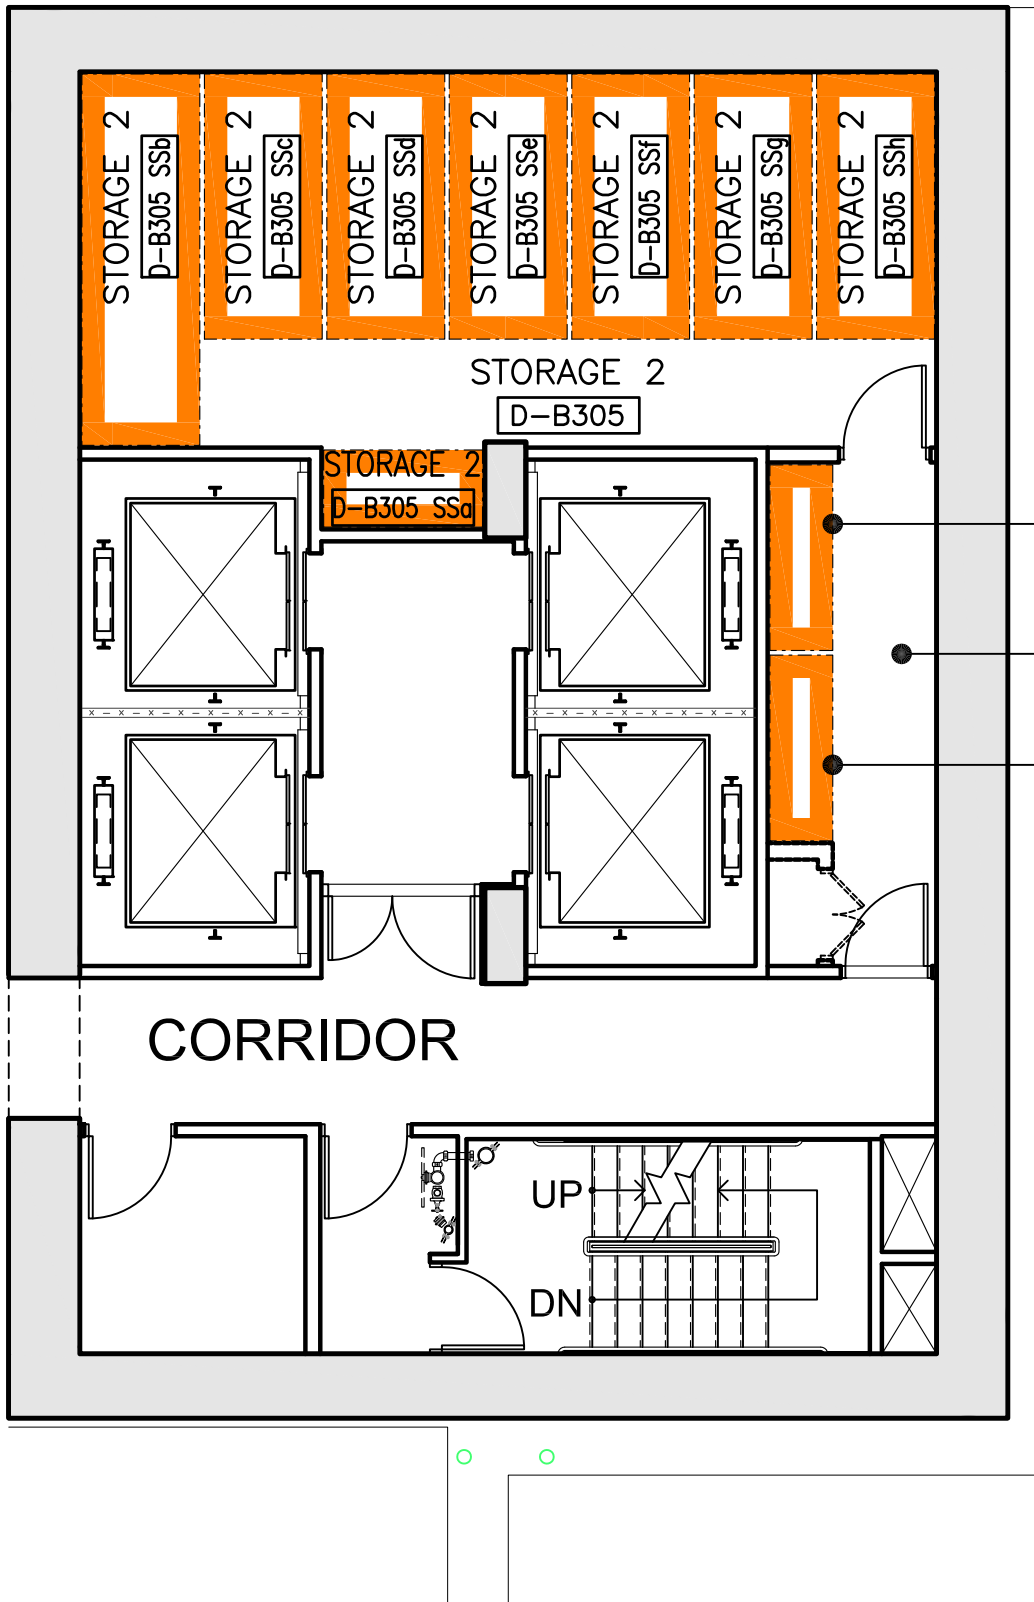 STORAGE 2
D-B305 SSb
STORAGE 2
D-B305 SSc
STORAGE 2
D-B305 SSd
STORAGE 2
D-B305 SSe
STORAGE 2
D-B305 SSf
STORAGE 2
D-B305 SSg
STORAGE 2
D-B305 SSh
STORAGE 2
D-B305
STORAGE 2
D-B305 SSa
CORRIDOR
UP
DN